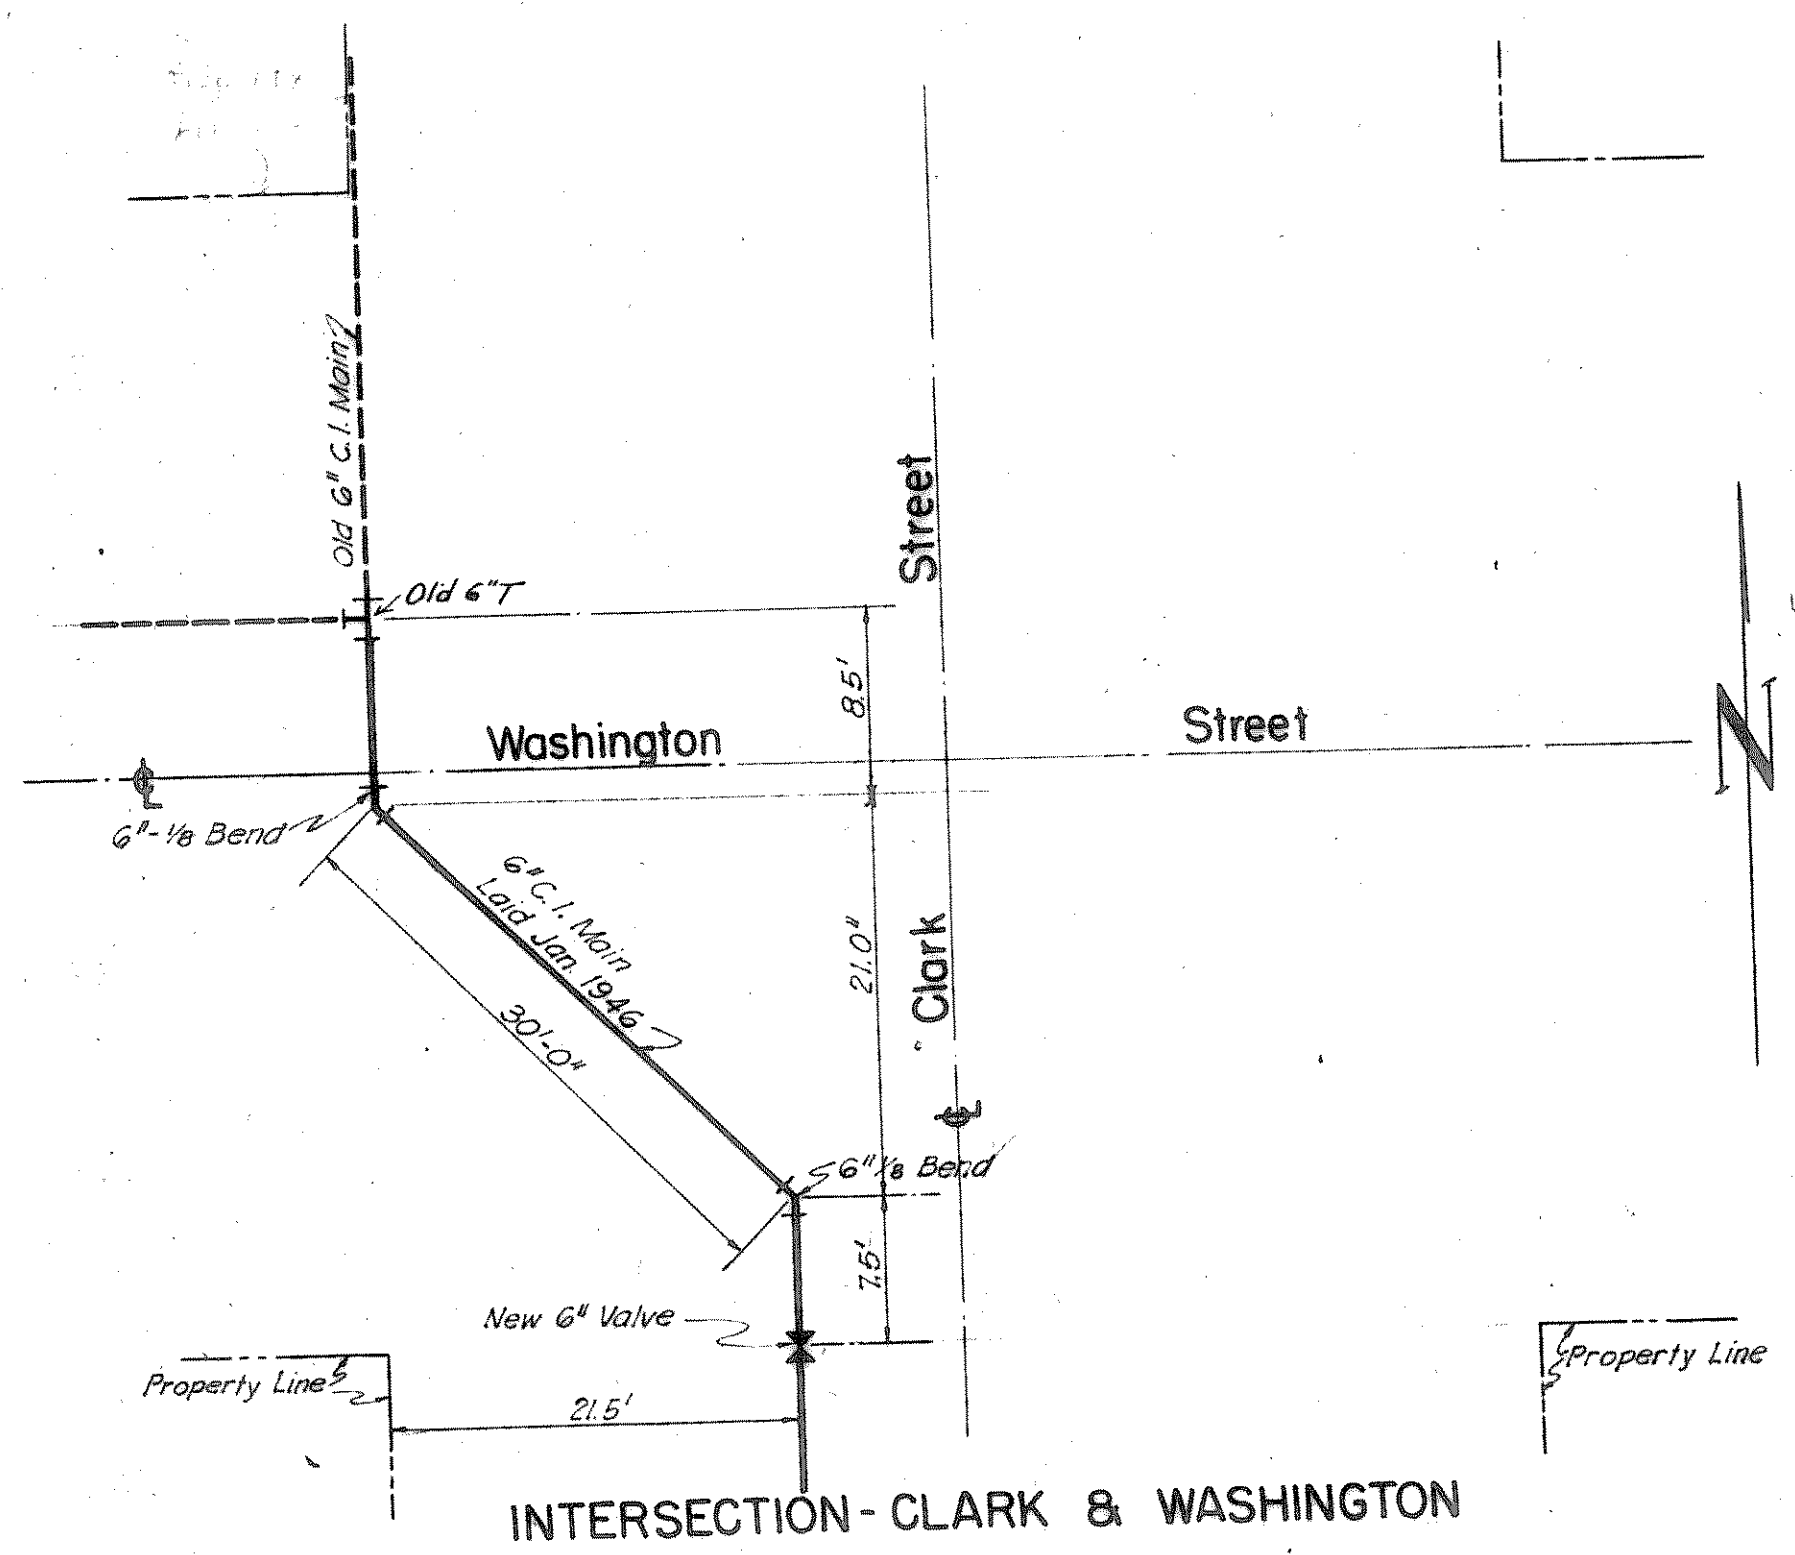 Old 6" C.I. Main
Old 6" T
Street
8.5'
Washington
Street
N
℄
6"-1/8 Bend
6" C.I. Main
Laid Jan. 1946
30'-0"
21.0"
Clark
℄
6" 1/8 Bend
7.5'
New 6" Valve
Property Line
Property Line
21.5'
INTERSECTION - CLARK & WASHINGTON